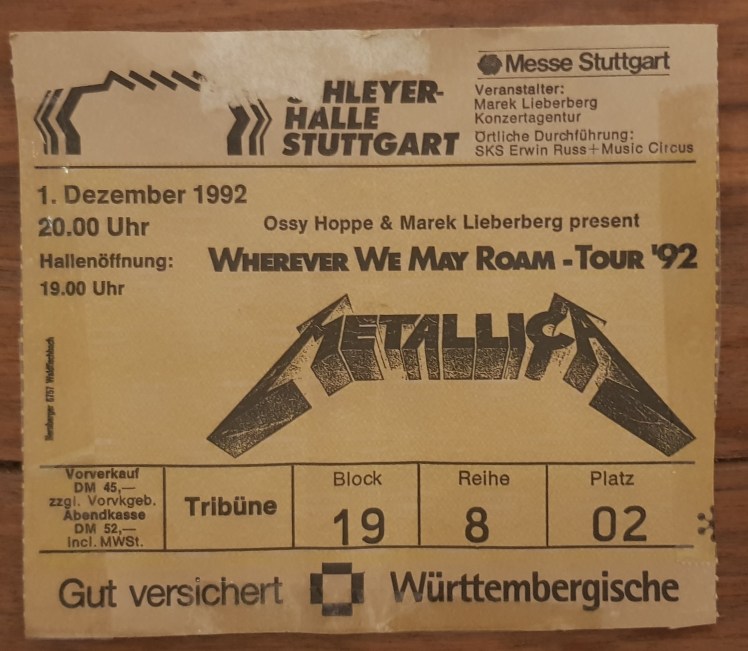 Messe Stuttgart
Veranstalter:
Marek Lieberberg
Konzertagentur
Örtliche Durchführung:
SKS Erwin Russ+Music Circus
HLEYER-
HALLE
STUTTGART
1. Dezember 1992
20.00 Uhr
Hallenöffnung:
19.00 Uhr
Ossy Hoppe & Marek Lieberberg present
WHEREVER WE MAY ROAM - TOUR '92
METALLICA
Vorverkauf
DM 45,—
zzgl. Vorvkgeb.
Abendkasse
DM 52,—
incl. MWSt.
Tribüne
Block
19
Reihe
8
Platz
02
Gut versichert Württembergische